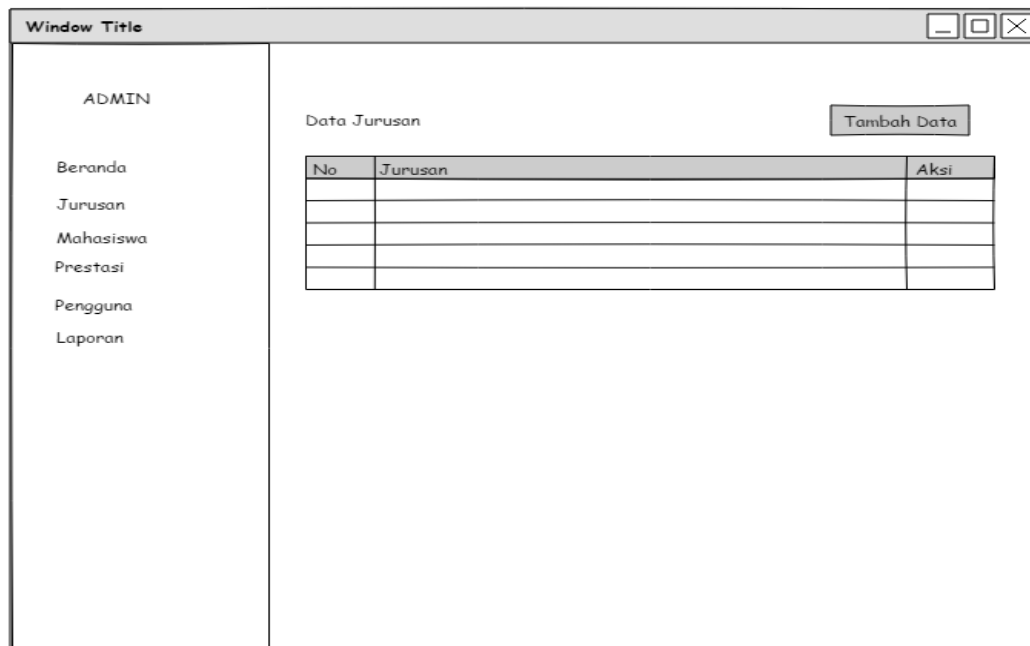 Window Title
ADMIN
Beranda
Jurusan
Mahasiswa
Prestasi
Pengguna
Laporan
Data Jurusan
Tambah Data
No Jurusan Aksi